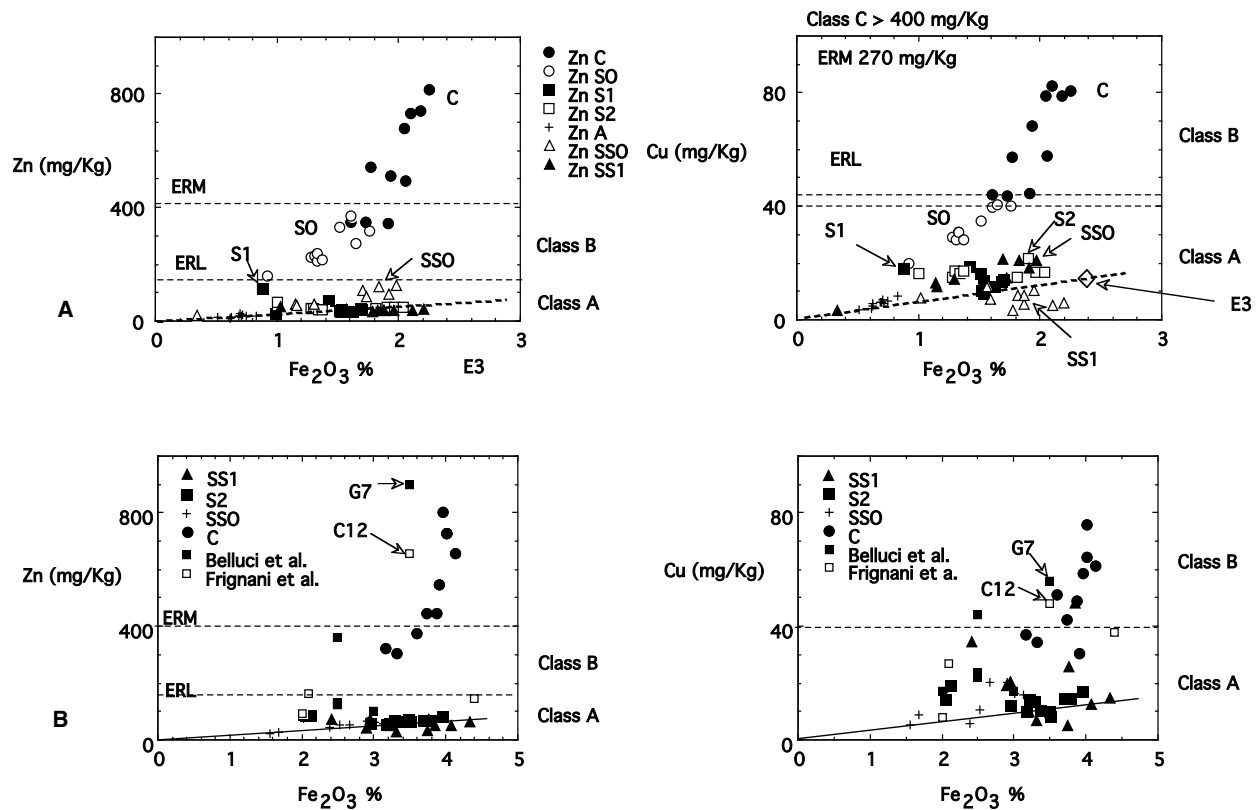 Class C > 400 mg/Kg
ERM 270 mg/Kg
Zn C
Zn SO
Zn S1
Zn S2
Zn A
Zn SSO
Zn SS1
800
400
0
Zn (mg/Kg)
ERM
ERL
C
SO
S1
SSO
Class B
Class A
A
0
1
2
3
Fe2O3 %
E3
80
40
0
Cu (mg/Kg)
ERL
C
SO
S1
S2
SSO
SS1
E3
Class B
Class A
0
1
2
3
Fe2O3 %
SS1
S2
SSO
C
Belluci et al.
Frignani et al.
G7
C12
800
400
0
Zn (mg/Kg)
ERM
ERL
Class B
Class A
B
0
1
2
3
4
5
Fe2O3 %
SS1
S2
SSO
C
Belluci et al.
Frignani et a.
G7
C12
80
40
0
Cu (mg/Kg)
Class B
Class A
0
1
2
3
4
5
Fe2O3 %